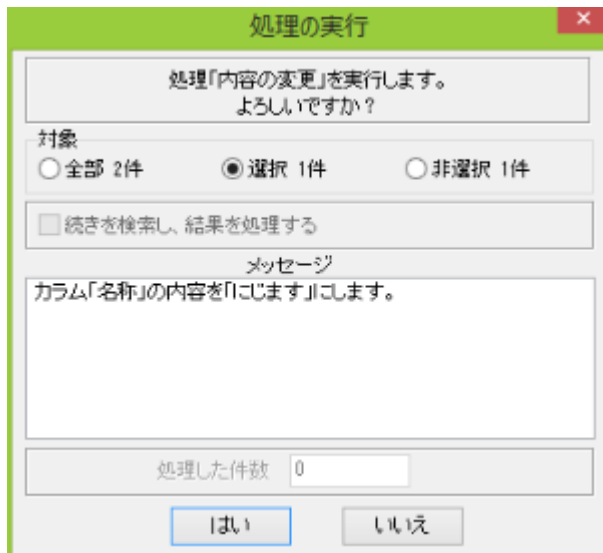 処理の実行
処理「内容の変更」を実行します。
よろしいですか？
対象
全部 2件 選択 1件 非選択 1件
続きを検索し、結果を処理する
メッセージ
カラム「名称」の内容を「にじます」にします。
処理した件数 0
はい いいえ